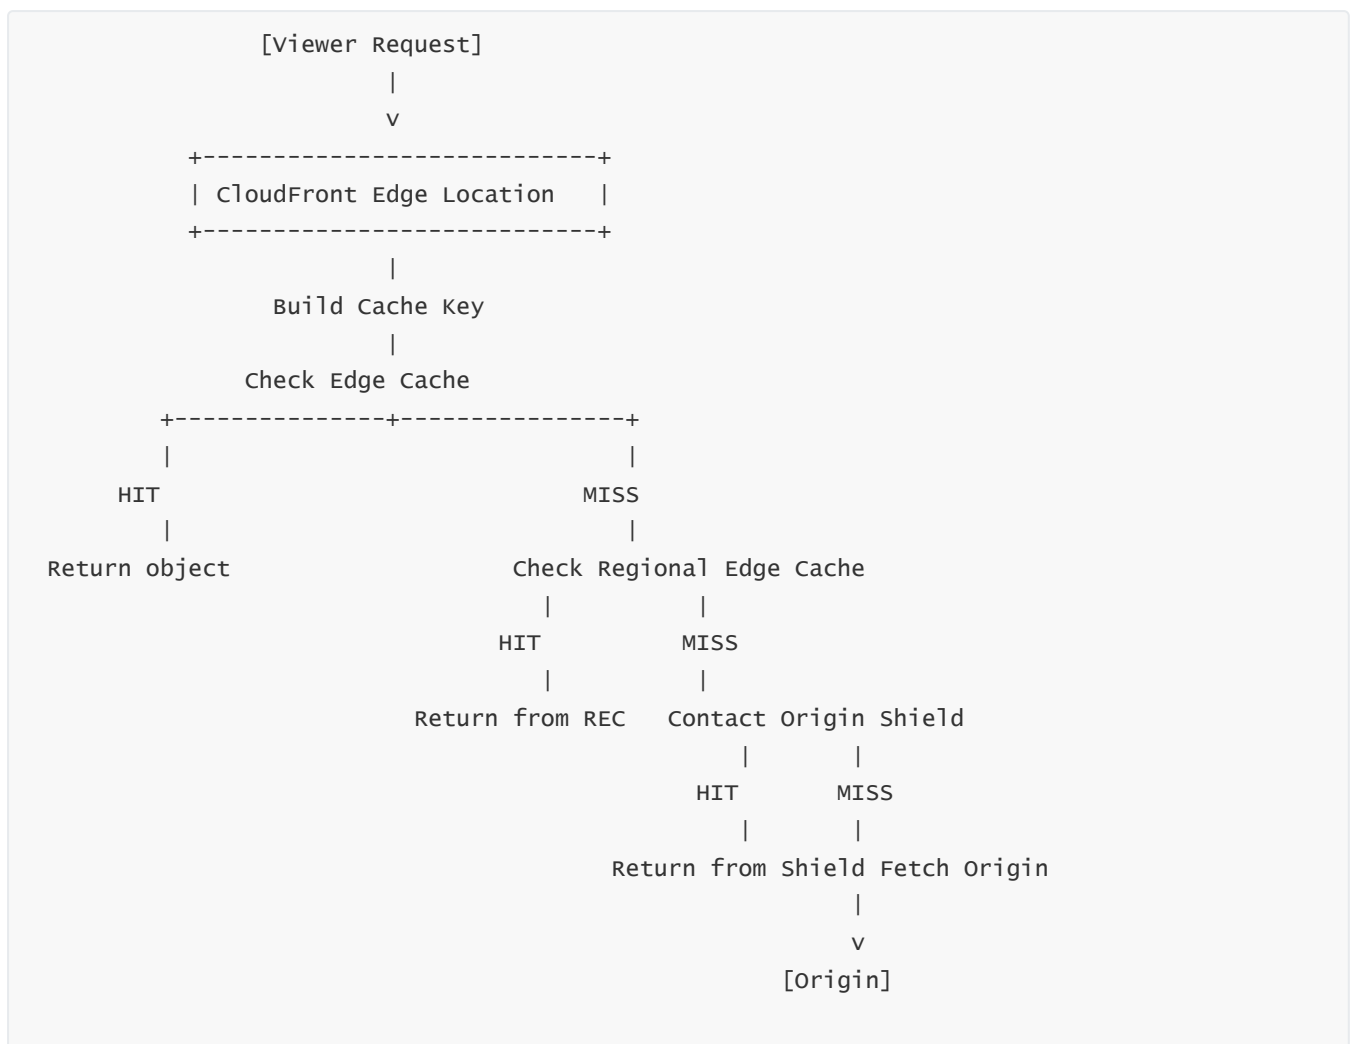 [Viewer Request]
|
v
+----------------------------+
| CloudFront Edge Location   |
+----------------------------+
|
Build Cache Key
|
Check Edge Cache
+---------------+----------------+
|                                |
HIT                              MISS
|                                |
Return object                    Check Regional Edge Cache
|          |
HIT          MISS
|          |
Return from REC   Contact Origin Shield
|       |
HIT       MISS
|       |
Return from Shield Fetch Origin
|
v
[Origin]